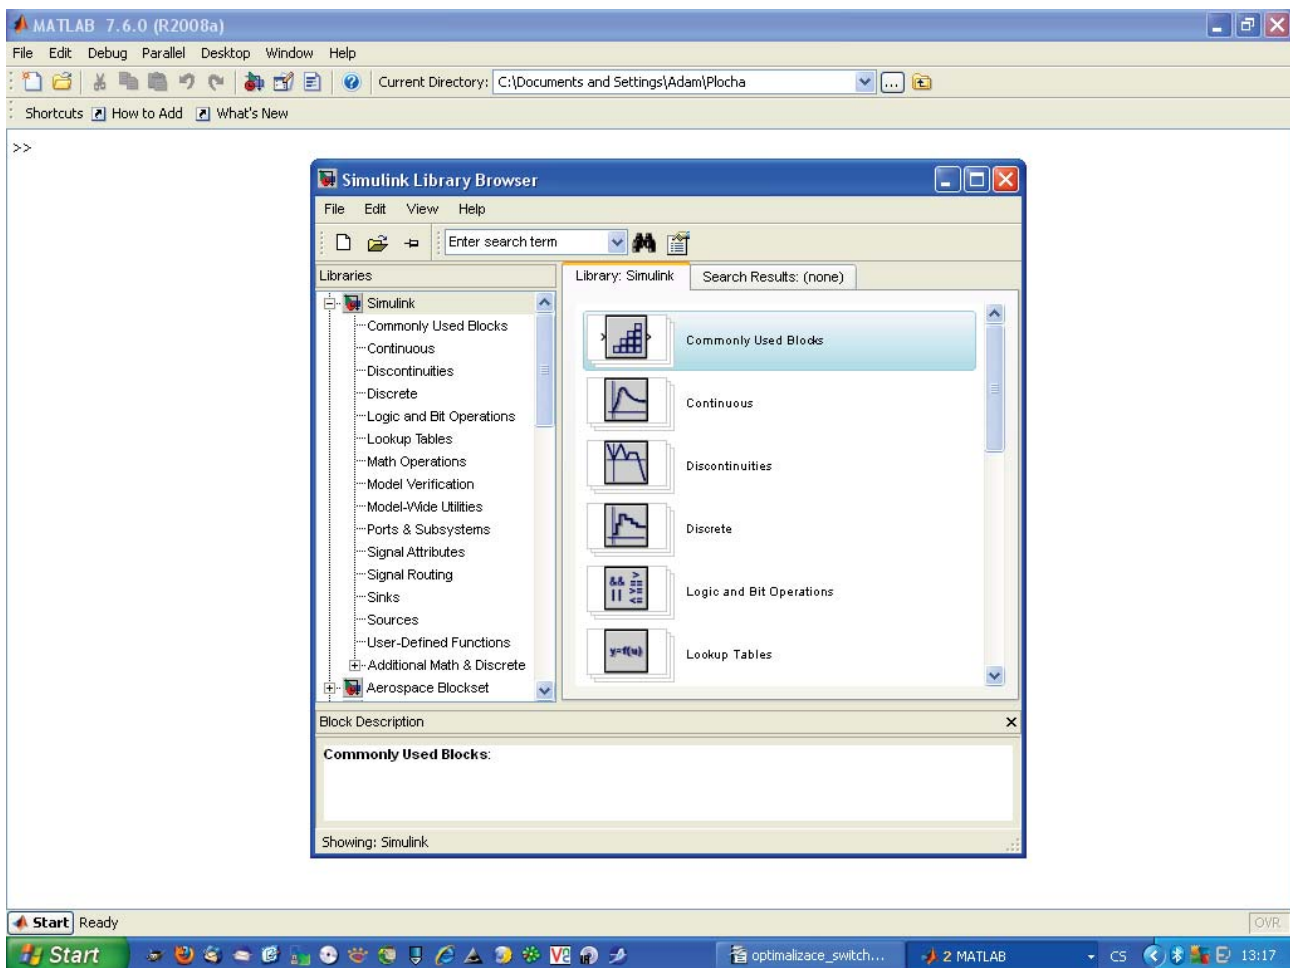 MATLAB 7.6.0 (R2008a)
File Edit Debug Parallel Desktop Window Help
Current Directory: C:\Documents and Settings\Adam\Plocha
Shortcuts How to Add What's New
>>
Simulink Library Browser
File Edit View Help
Enter search term
Libraries
Library: Simulink Search Results: (none)
Simulink
Commonly Used Blocks
Continuous
Discontinuities
Discrete
Logic and Bit Operations
Lookup Tables
Math Operations
Model Verification
Model-Wide Utilities
Ports & Subsystems
Signal Attributes
Signal Routing
Sinks
Sources
User-Defined Functions
Additional Math & Discrete
Aerospace Blockset
Commonly Used Blocks
Continuous
Discontinuities
Discrete
&& > == || >= <= Logic and Bit Operations
y=f(u) Lookup Tables
Block Description
Commonly Used Blocks:
Showing: Simulink
Start Ready OVR
Start optimalizace_switch... 2 MATLAB CS 13:17